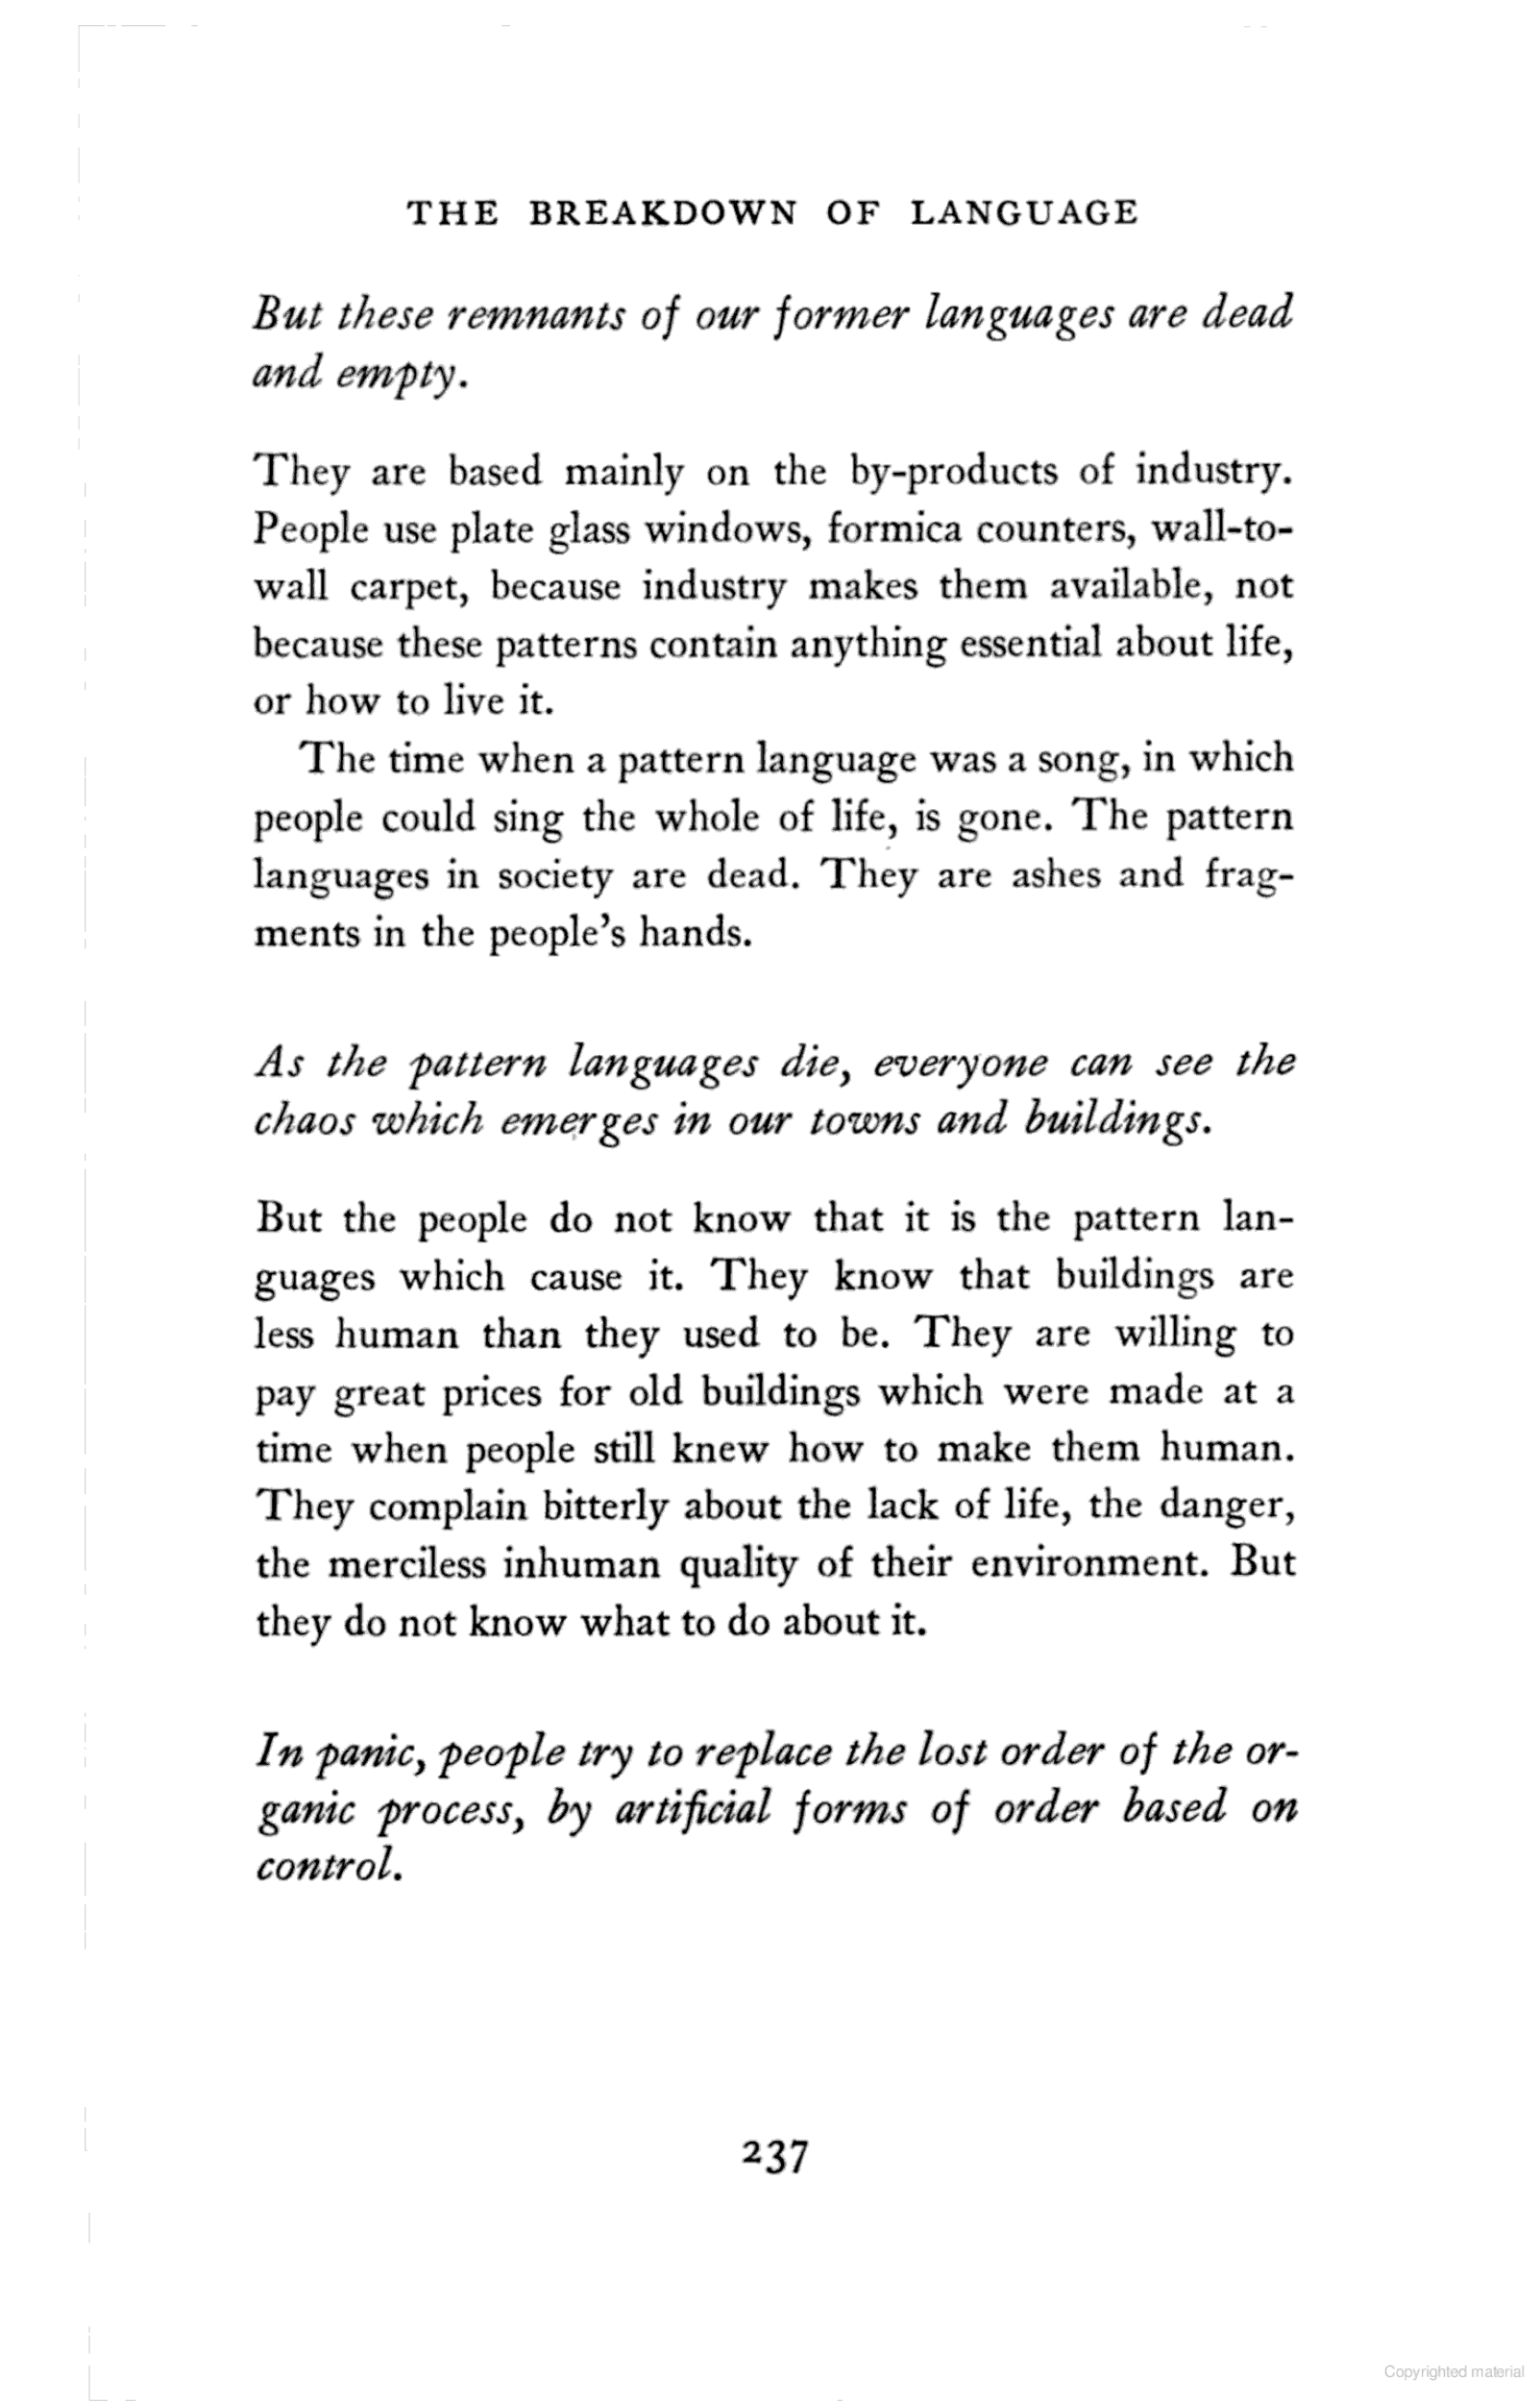 THE BREAKDOWN OF LANGUAGE
But these remnants of our former languages are dead
and empty.
They are based mainly on the by-products of industry.
People use plate glass windows, formica counters, wall-to-
wall carpet, because industry makes them available, not
because these patterns contain anything essential about life,
or how to live it.
The time when a pattern language was a song, in which
people could sing the whole of life, is gone. The pattern
languages in society are dead. They are ashes and frag-
ments in the people's hands.
As the pattern languages die, everyone can see the
chaos which emerges in our towns and buildings.
But the people do not know that it is the pattern lan-
guages which cause it. They know that buildings are
less human than they used to be. They are willing to
pay great prices for old buildings which were made at a
time when people still knew how to make them human.
They complain bitterly about the lack of life, the danger,
the merciless inhuman quality of their environment. But
they do not know what to do about it.
In panic, people try to replace the lost order of the or-
ganic process, by artificial forms of order based on
control.
237
Copyrighted material